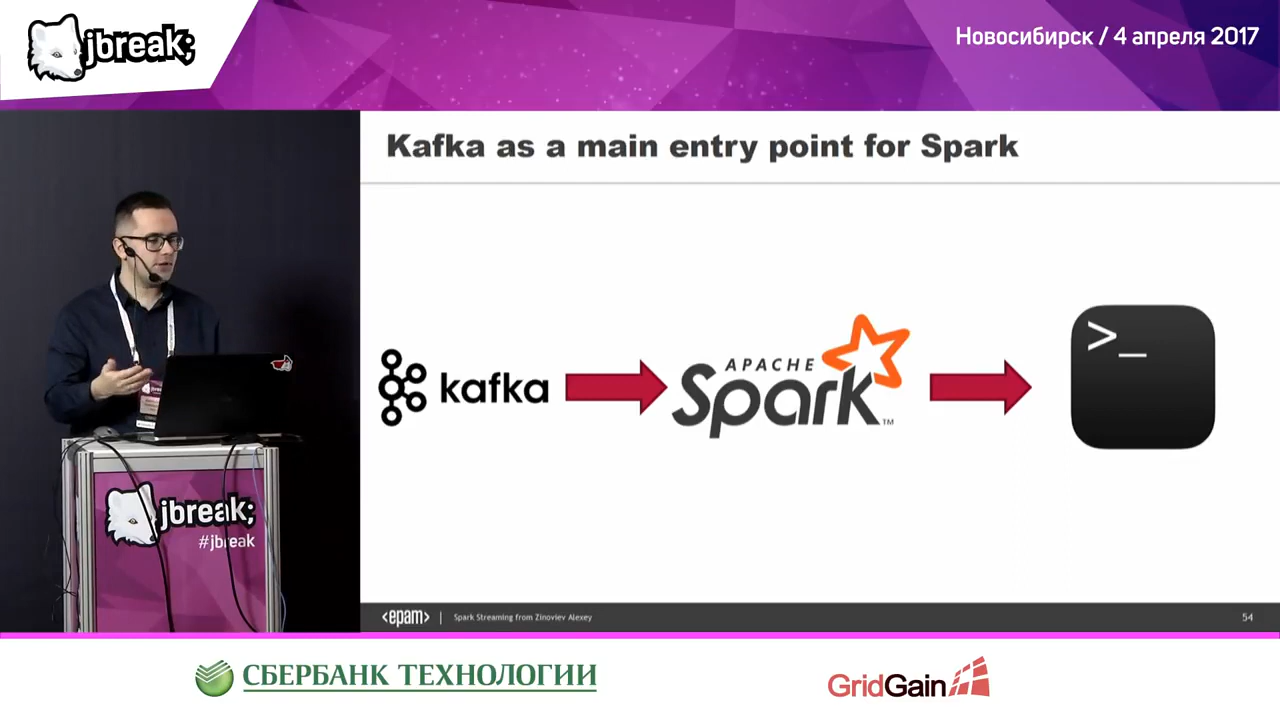 jbreak;
Новосибирск / 4 апреля 2017
Kafka as a main entry point for Spark
kafka
APACHE
Spark™
>_
jbreak;
#jbreak
<epam> | Spark Streaming from Zinoviev Alexey
54
СБЕРБАНК ТЕХНОЛОГИИ
GridGain